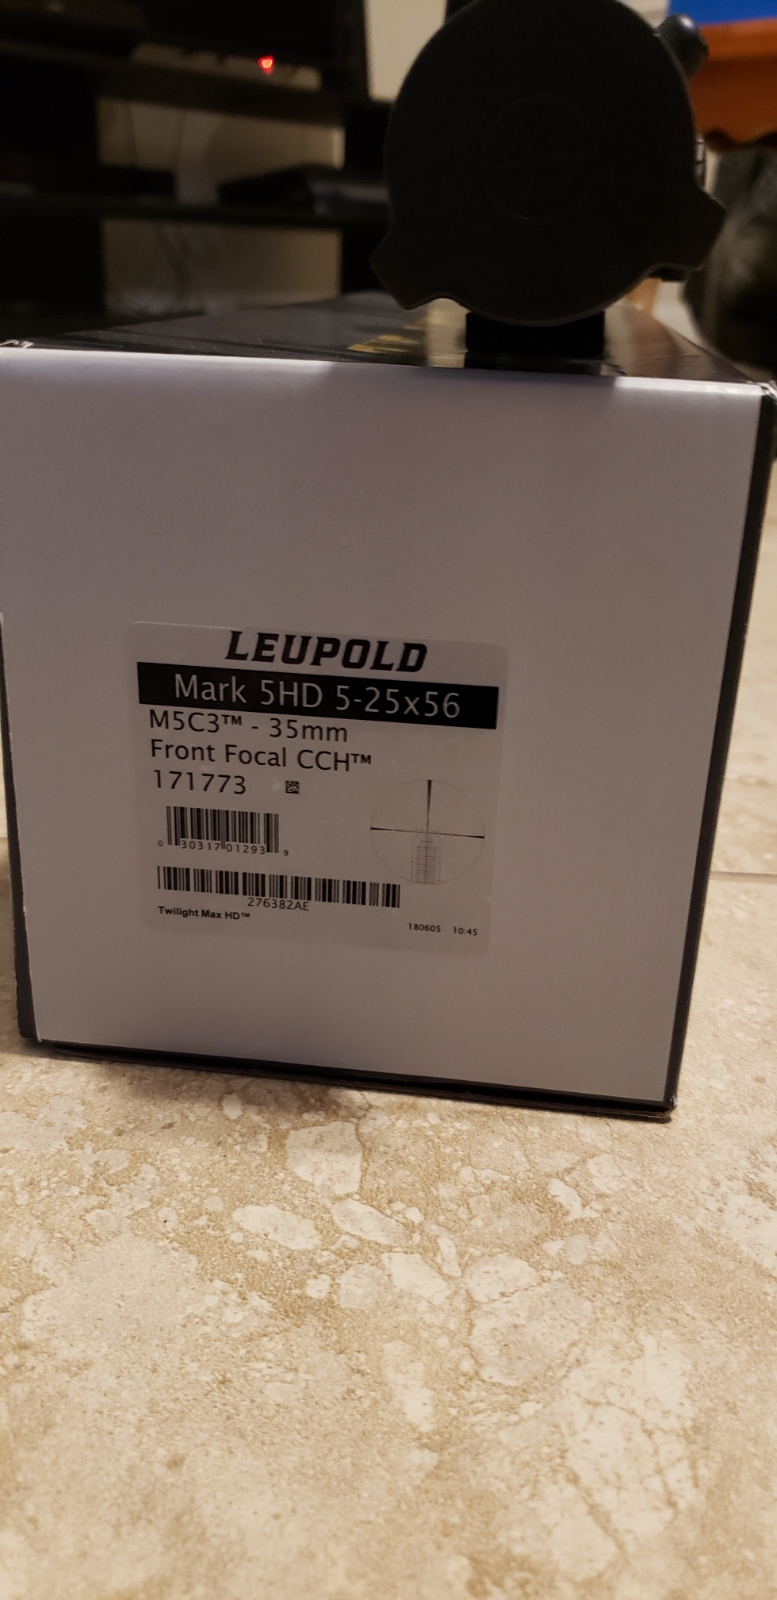 LEUPOLD
Mark 5HD 5-25x56
M5C3™ - 35mm
Front Focal CCH™
171773
0 30317 01293 9
276382AE
Twilight Max HD™
180605 10:45